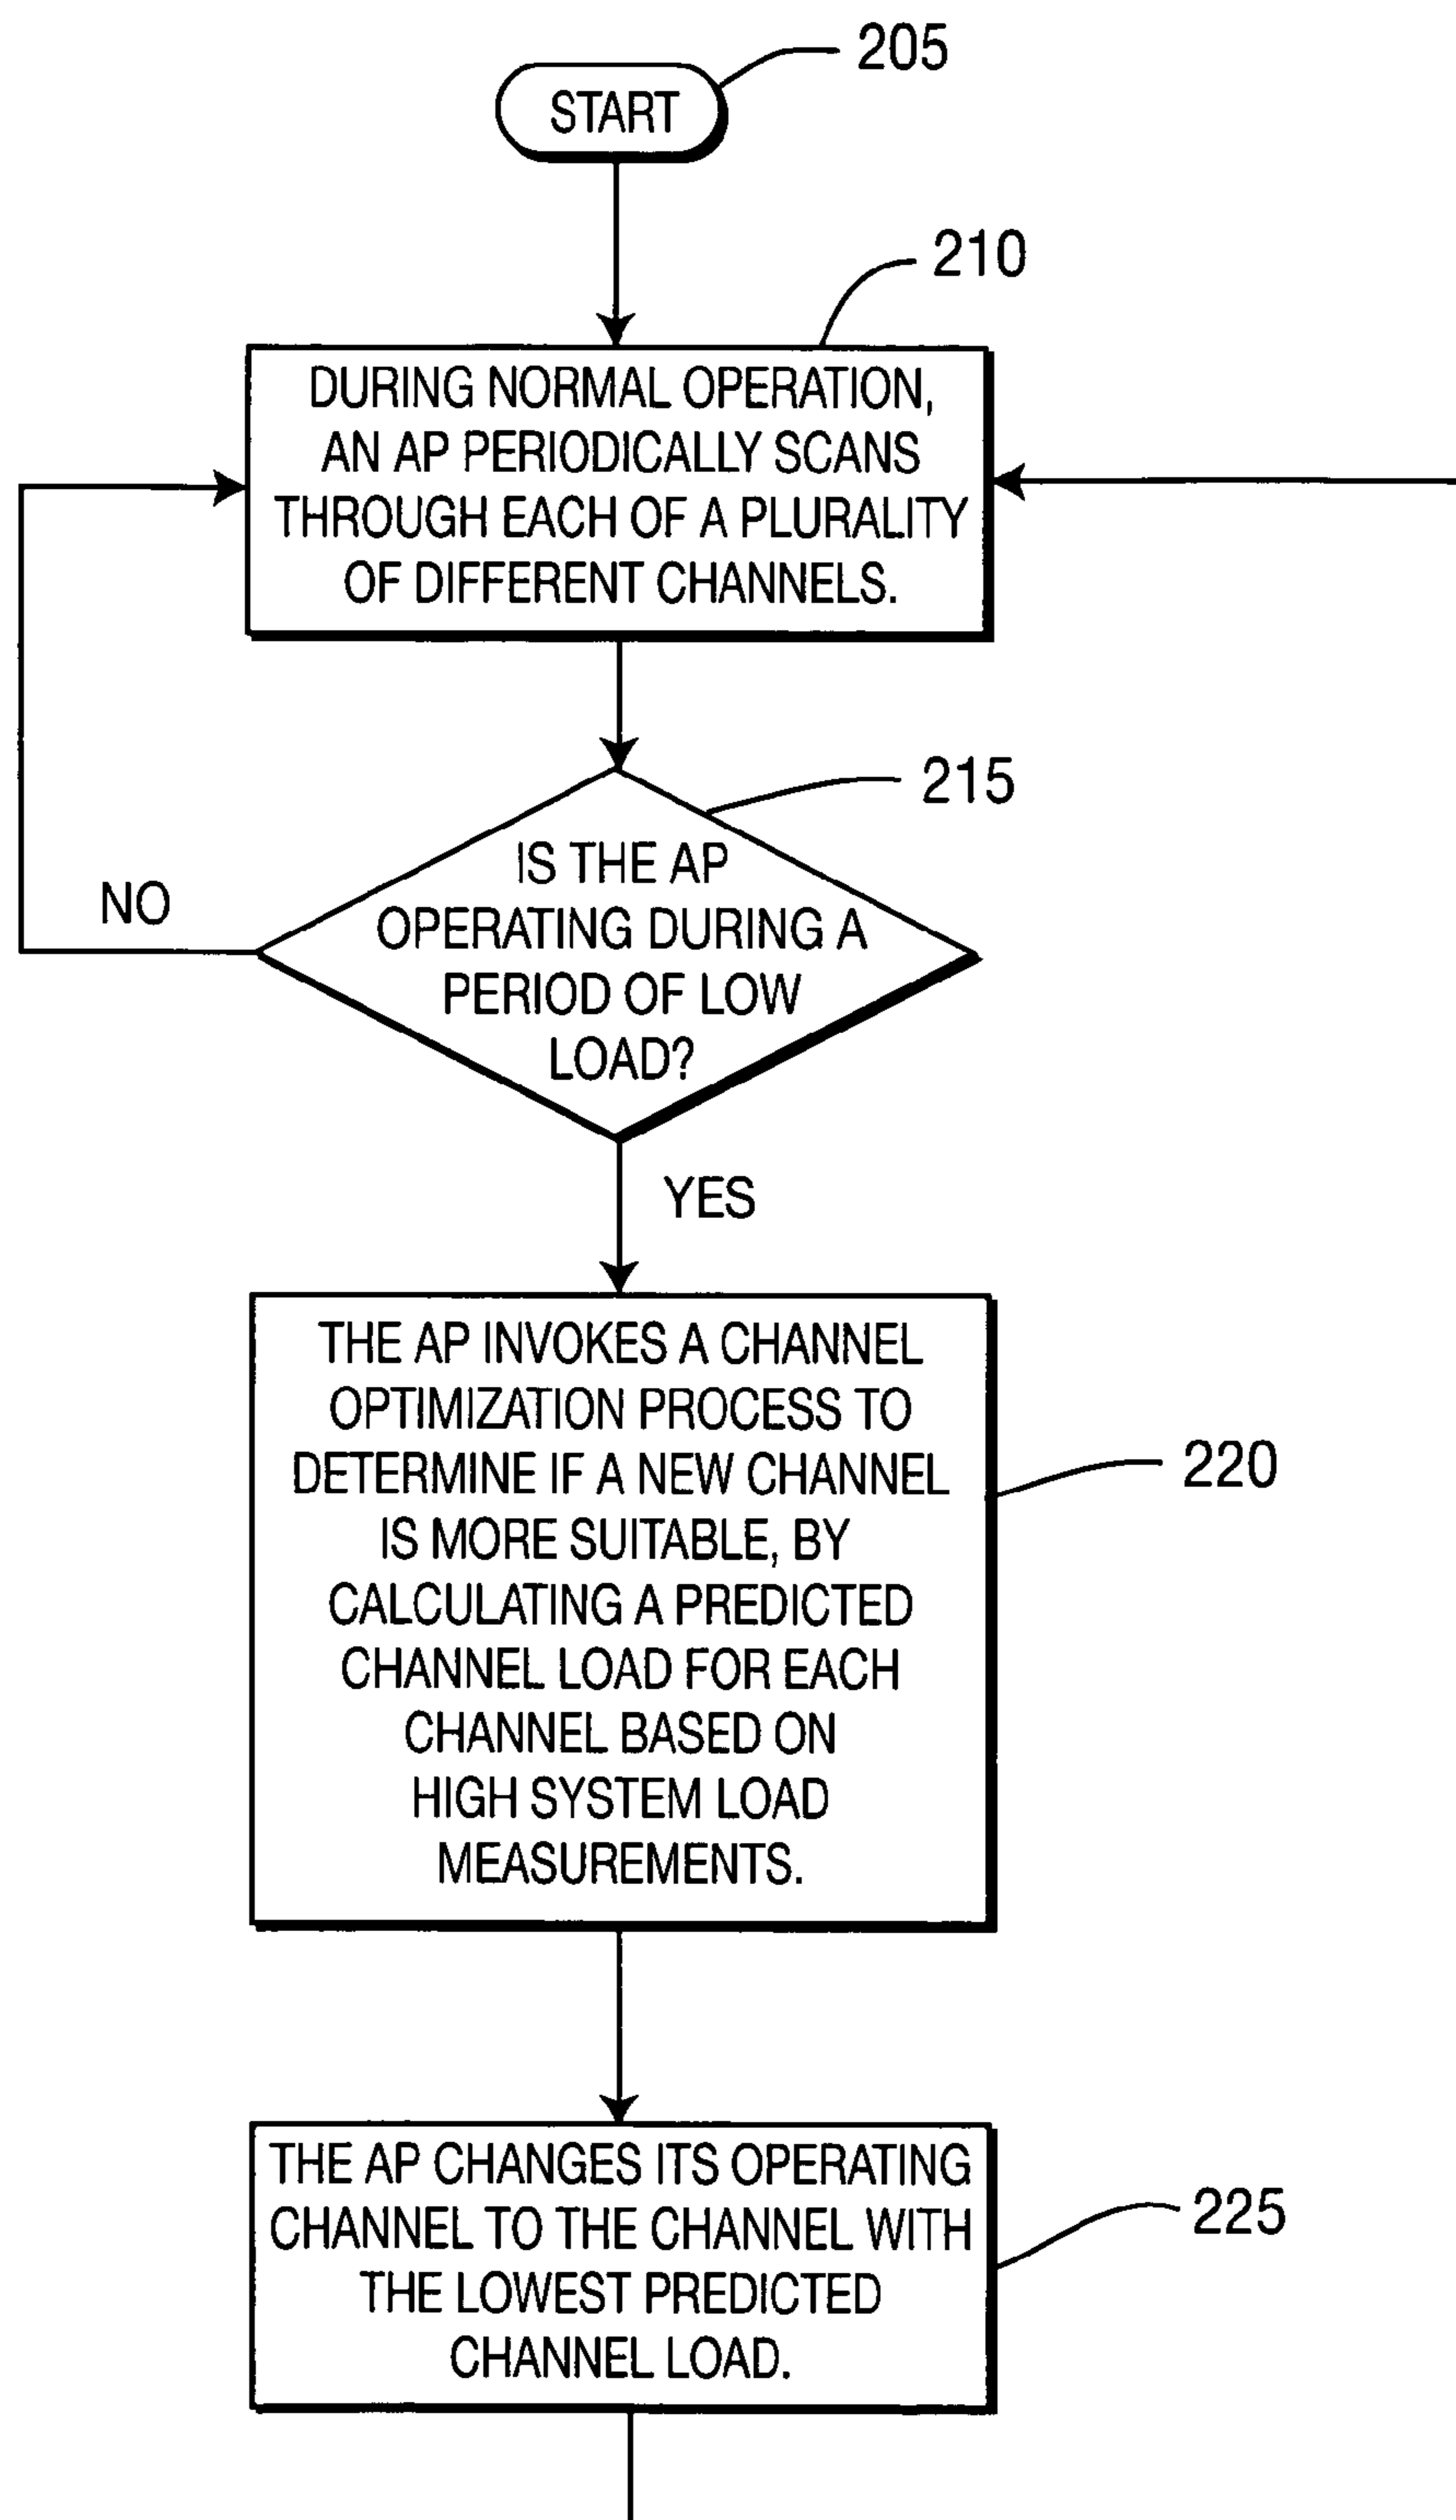 205
START
210
DURING NORMAL OPERATION,
AN AP PERIODICALLY SCANS
THROUGH EACH OF A PLURALITY
OF DIFFERENT CHANNELS.
215
IS THE AP
OPERATING DURING A
PERIOD OF LOW
LOAD?
NO
YES
THE AP INVOKES A CHANNEL
OPTIMIZATION PROCESS TO
DETERMINE IF A NEW CHANNEL
IS MORE SUITABLE, BY
CALCULATING A PREDICTED
CHANNEL LOAD FOR EACH
CHANNEL BASED ON
HIGH SYSTEM LOAD
MEASUREMENTS.
220
THE AP CHANGES ITS OPERATING
CHANNEL TO THE CHANNEL WITH
THE LOWEST PREDICTED
CHANNEL LOAD.
225